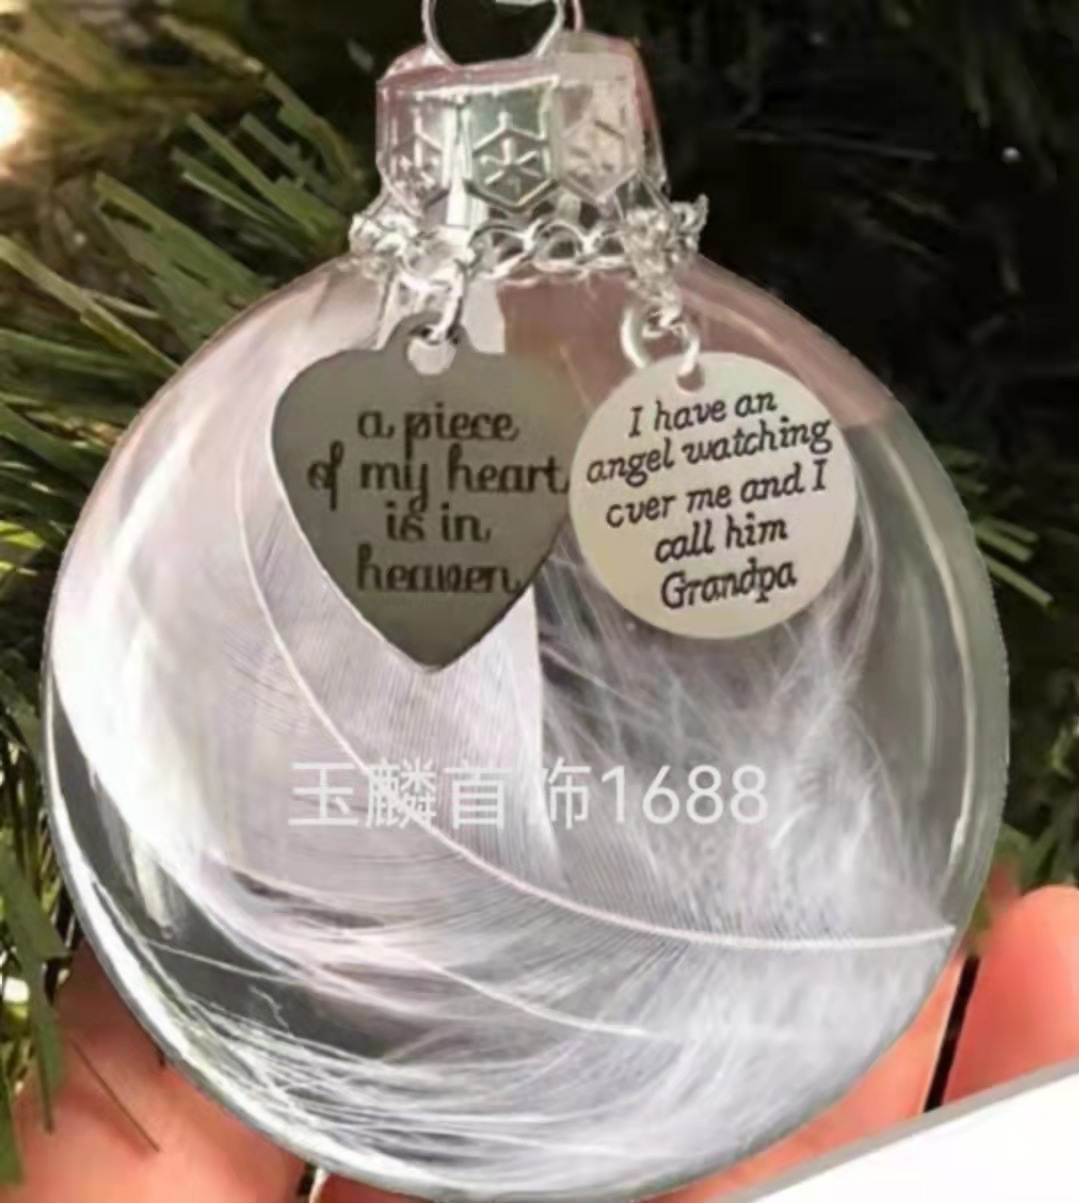 a piece
of my heart
is in
heaven
I have an
angel watching
over me and I
call him
Grandpa
玉麟首饰1688